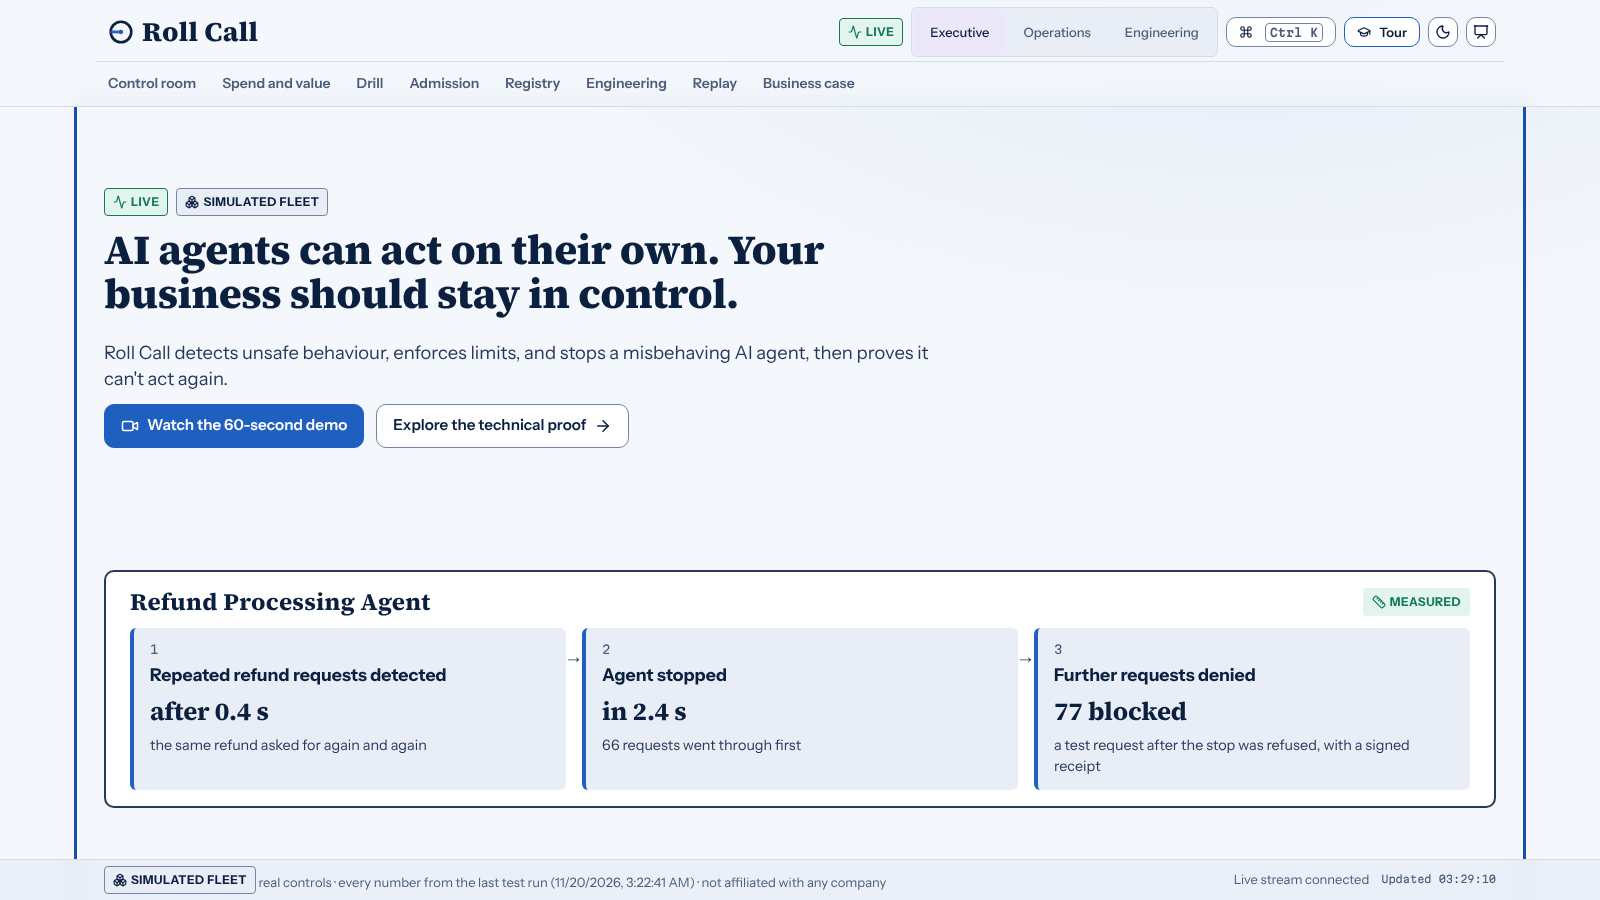 Roll Call
LIVE
Executive
Operations
Engineering
⌘ Ctrl K
Tour
Control room
Spend and value
Drill
Admission
Registry
Engineering
Replay
Business case
LIVE
SIMULATED FLEET
AI agents can act on their own. Your
business should stay in control.
Roll Call detects unsafe behaviour, enforces limits, and stops a misbehaving AI agent, then proves it
can't act again.
Watch the 60-second demo
Explore the technical proof →
Refund Processing Agent
MEASURED
1
Repeated refund requests detected
after 0.4 s
the same refund asked for again and again
→
2
Agent stopped
in 2.4 s
66 requests went through first
→
3
Further requests denied
77 blocked
a test request after the stop was refused, with a signed
receipt
SIMULATED FLEET
real controls · every number from the last test run (11/20/2026, 3:22:41 AM) · not affiliated with any company
Live stream connected
Updated 03:29:10